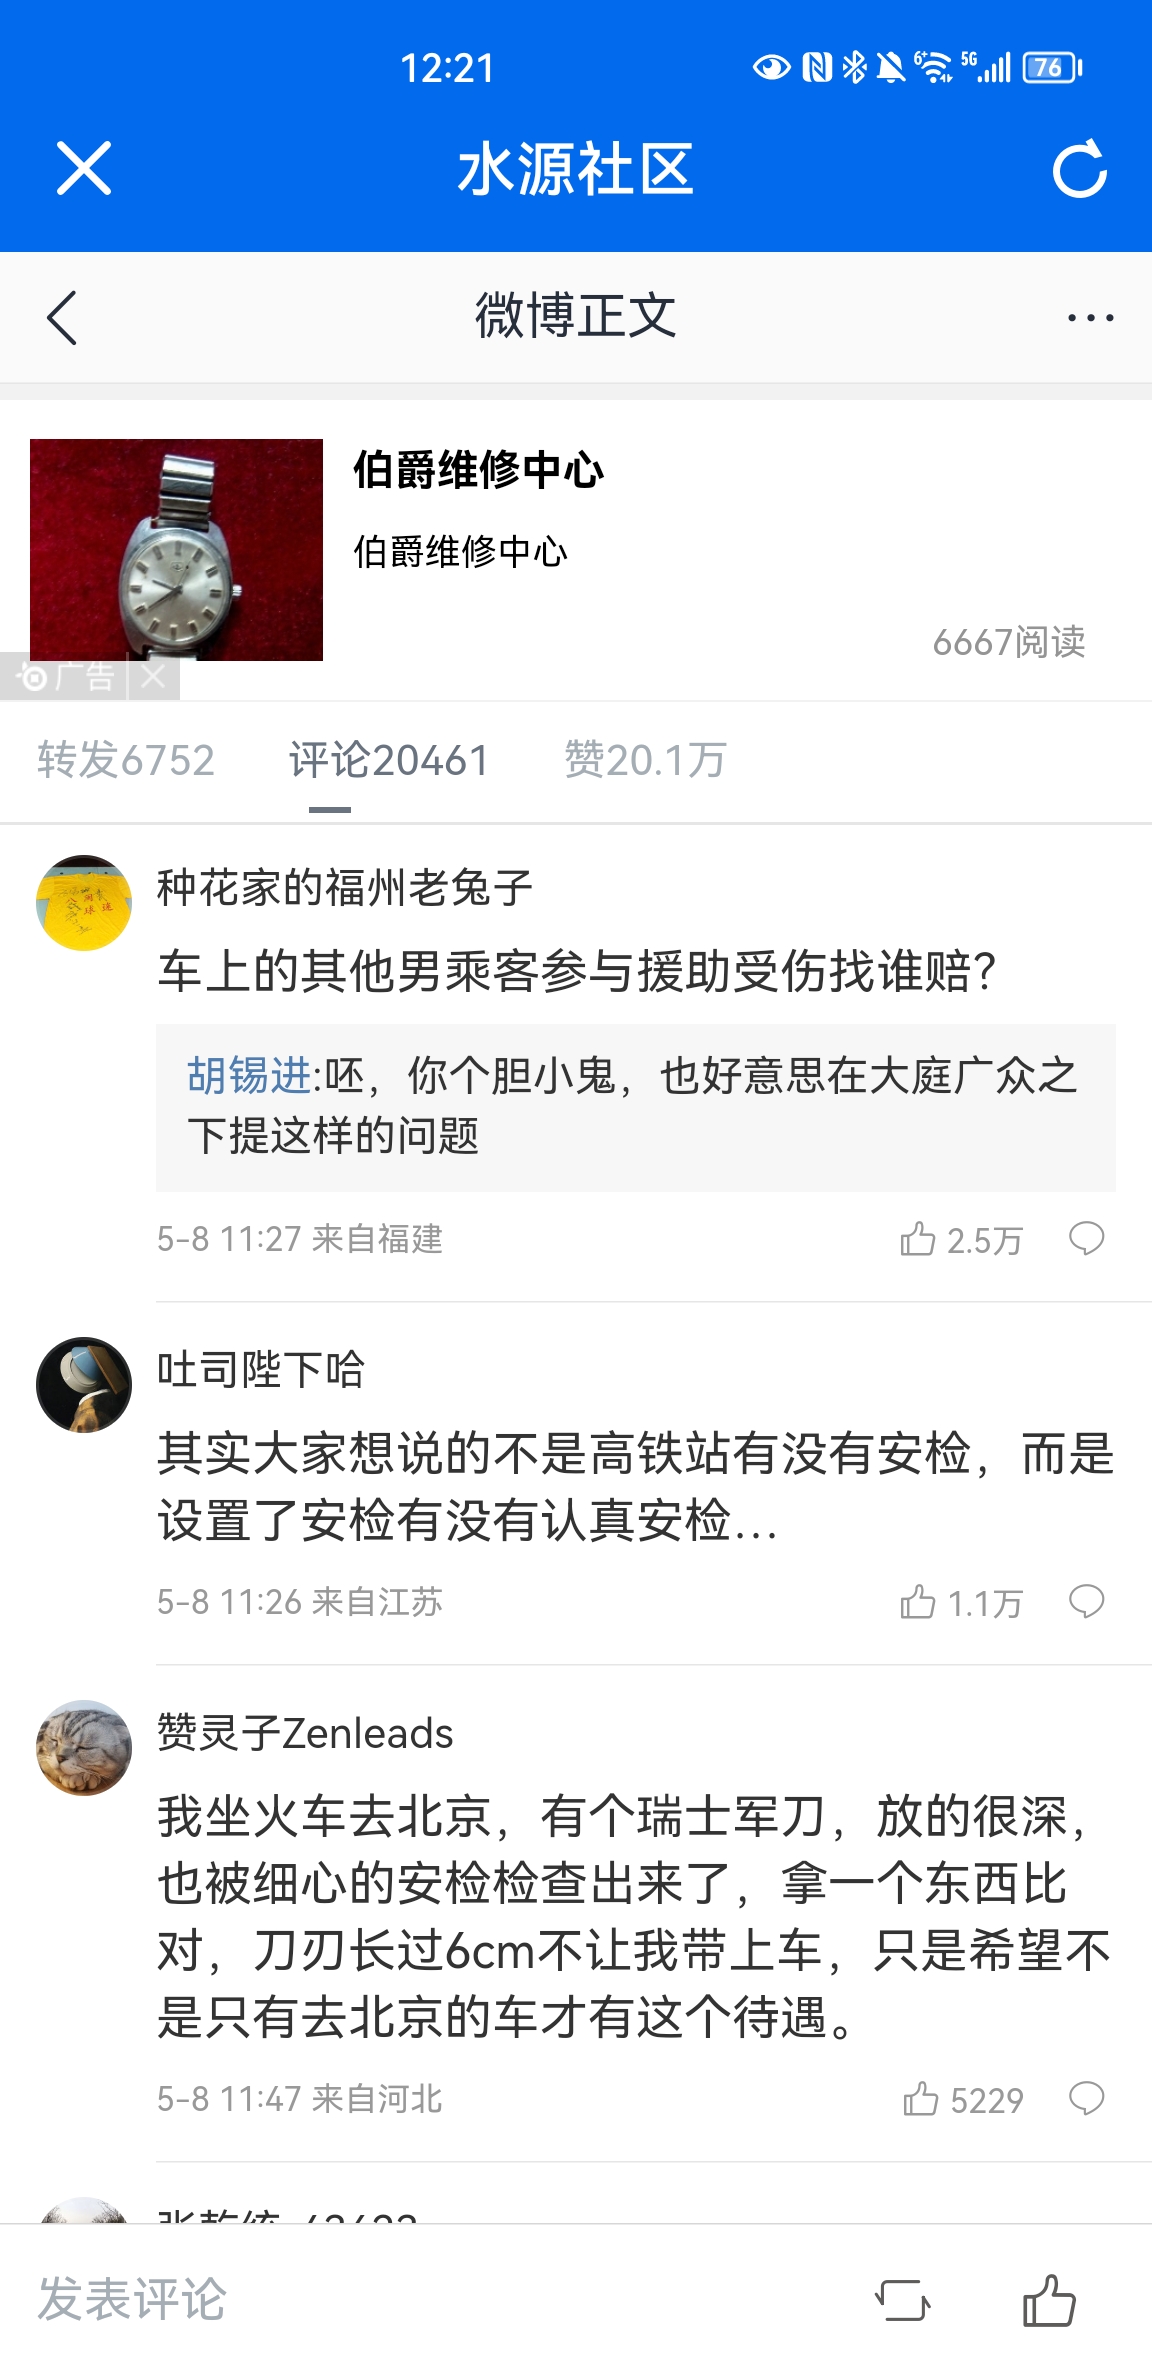 12:21
6+
5G
76
水源社区
微博正文
伯爵维修中心
伯爵维修中心
6667阅读
广告
转发6752 评论20461 赞20.1万
种花家的福州老兔子
车上的其他男乘客参与援助受伤找谁赔?
胡锡进:呸，你个胆小鬼，也好意思在大庭广众之
下提这样的问题
5-8 11:27 来自福建
2.5万
吐司陛下哈
其实大家想说的不是高铁站有没有安检，而是
设置了安检有没有认真安检...
5-8 11:26 来自江苏
1.1万
赞灵子Zenleads
我坐火车去北京，有个瑞士军刀，放的很深，
也被细心的安检检查出来了，拿一个东西比
对，刀刃长过6cm不让我带上车，只是希望不
是只有去北京的车才有这个待遇。
5-8 11:47 来自河北
5229
发表评论